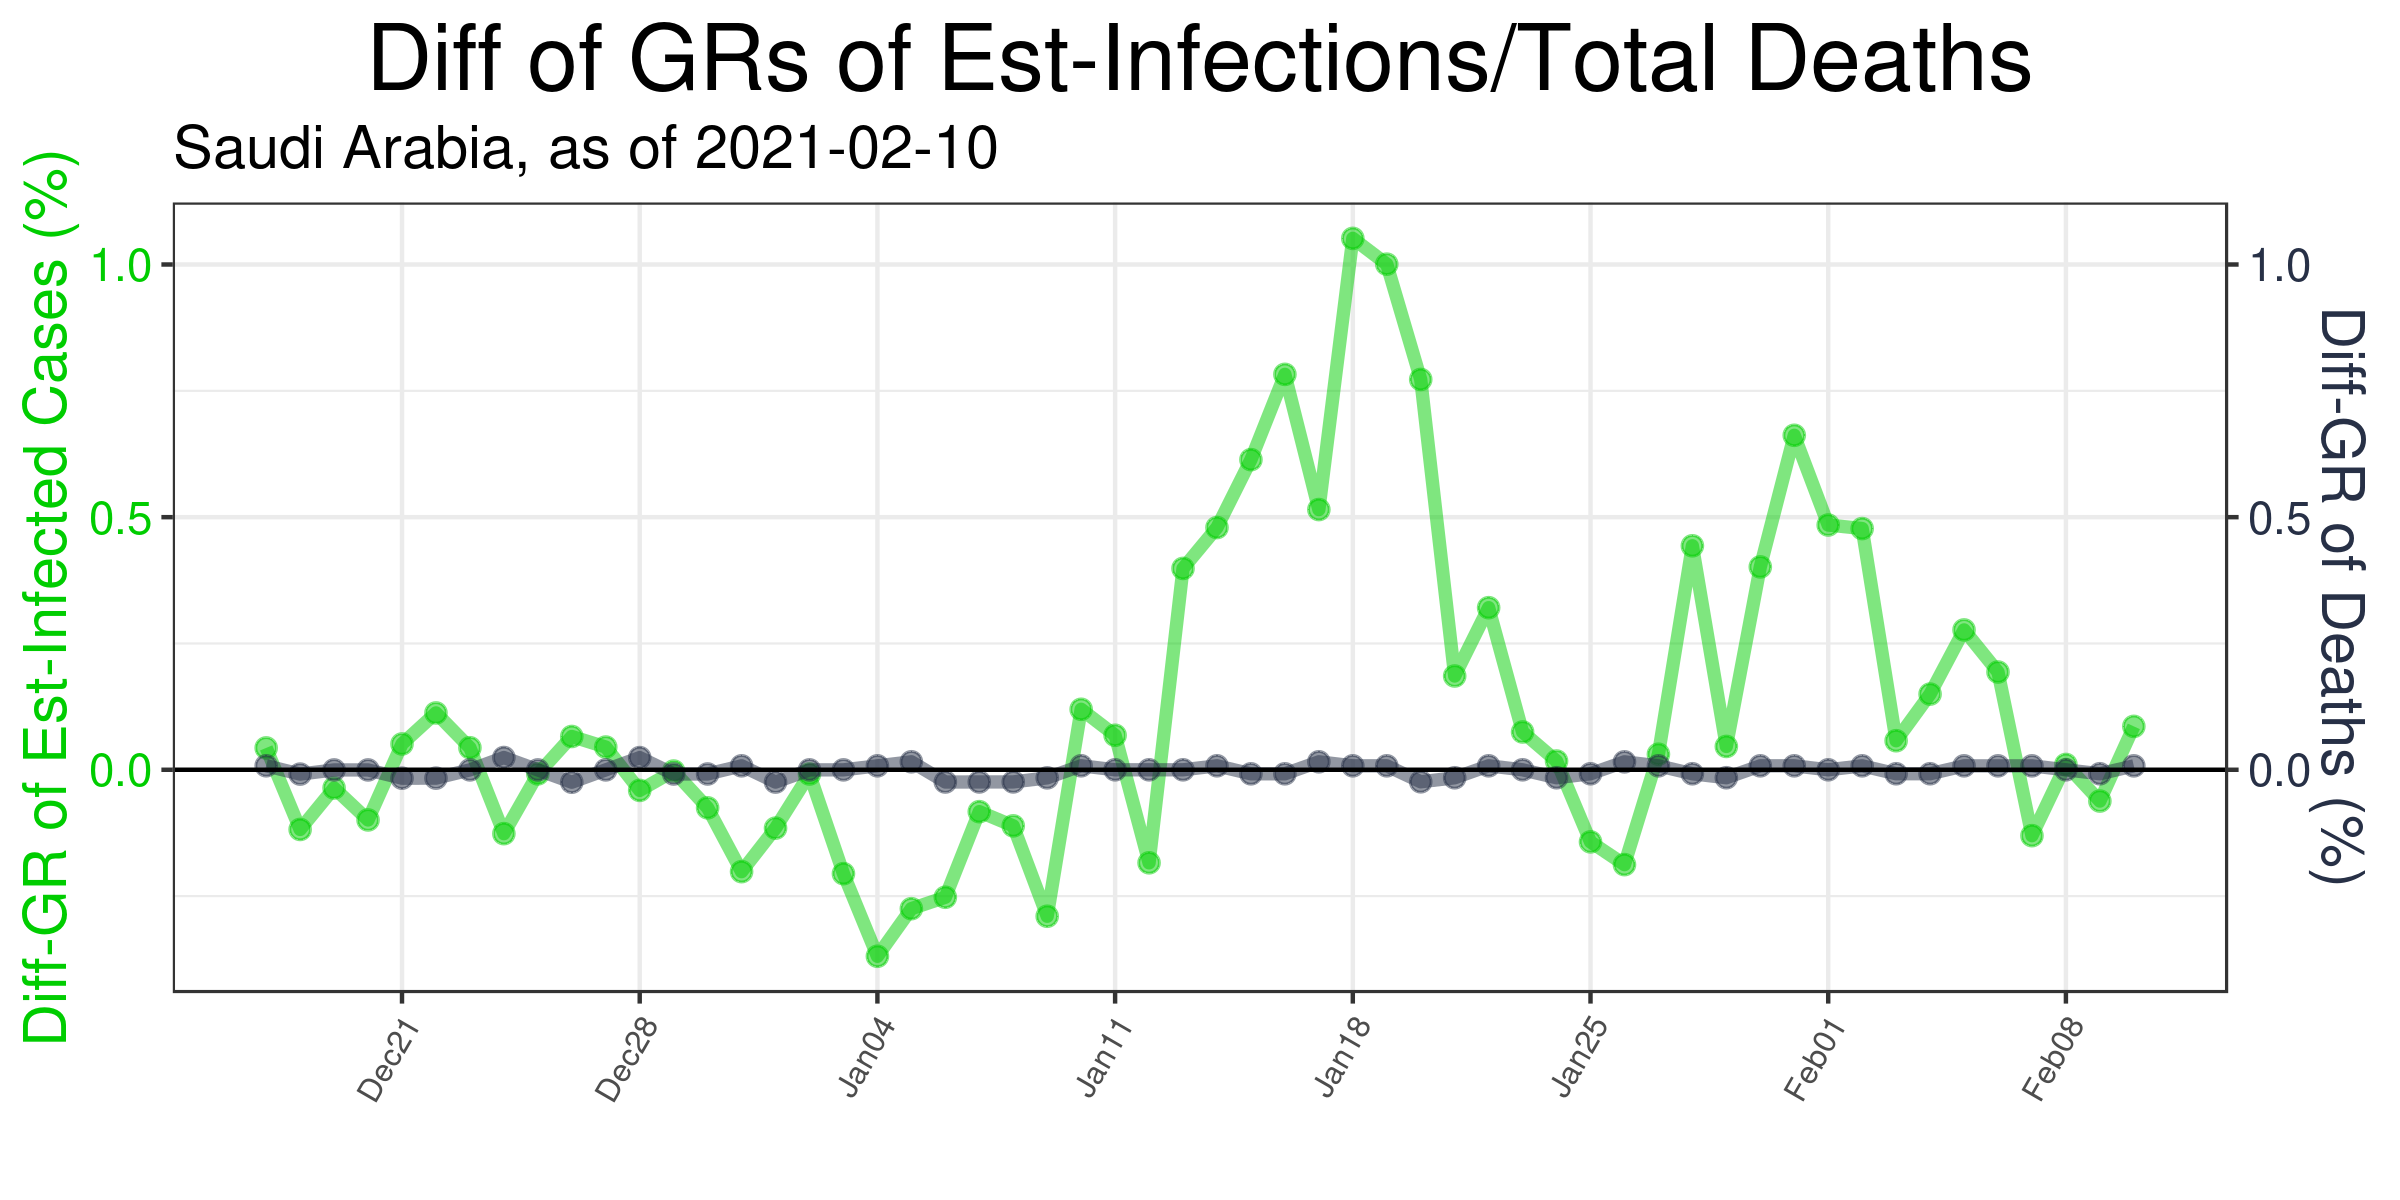 Diff of GRs of Est-Infections/Total Deaths
Saudi Arabia, as of 2021-02-10
Diff-GR of Est-Infected Cases (%)
1.0
0.5
0.0
1.0
0.5
0.0
Diff-GR of Deaths (%)
Dec21
Dec28
Jan04
Jan11
Jan18
Jan25
Feb01
Feb08